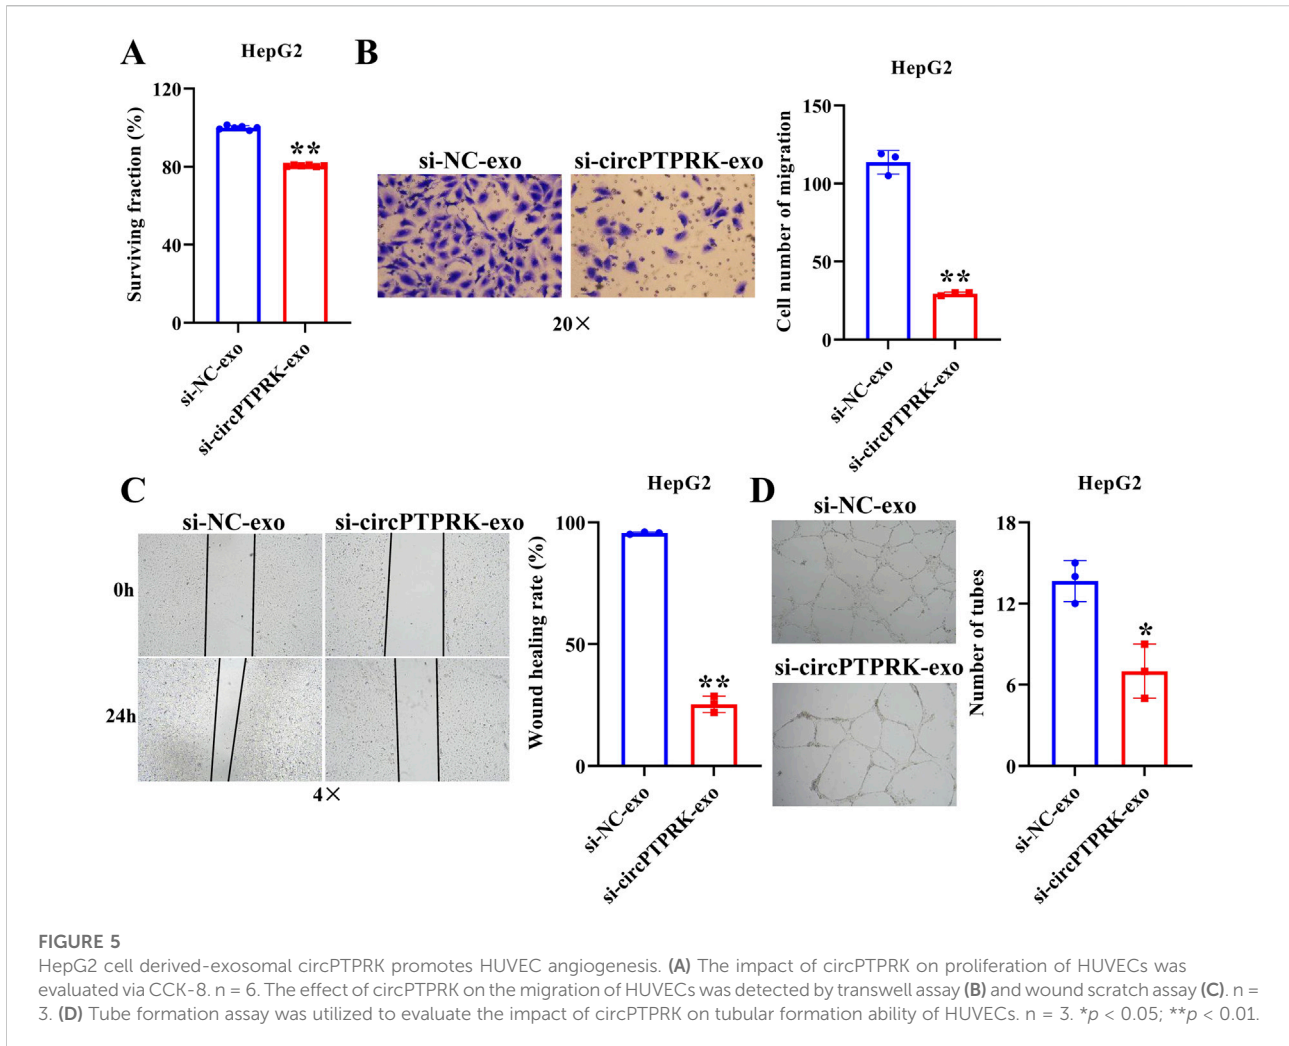 A
HepG2
Surviving fraction (%)
120
80
40
0
**
si-NC-exo
si-circPTPRK-exo
B
si-NC-exo
si-circPTPRK-exo
20×
HepG2
Cell number of migration
150
100
50
0
**
si-NC-exo
si-circPTPRK-exo
C
si-NC-exo
si-circPTPRK-exo
0h
24h
4×
HepG2
Wound healing rate (%)
100
50
0
**
si-NC-exo
si-circPTPRK-exo
D
si-NC-exo
si-circPTPRK-exo
HepG2
Number of tubes
18
12
6
0
*
si-NC-exo
si-circPTPRK-exo
FIGURE 5
HepG2 cell derived-exosomal circPTPRK promotes HUVEC angiogenesis. (A) The impact of circPTPRK on proliferation of HUVECs was
evaluated via CCK-8. n = 6. The effect of circPTPRK on the migration of HUVECs was detected by transwell assay (B) and wound scratch assay (C). n =
3. (D) Tube formation assay was utilized to evaluate the impact of circPTPRK on tubular formation ability of HUVECs. n = 3. *p < 0.05; **p < 0.01.